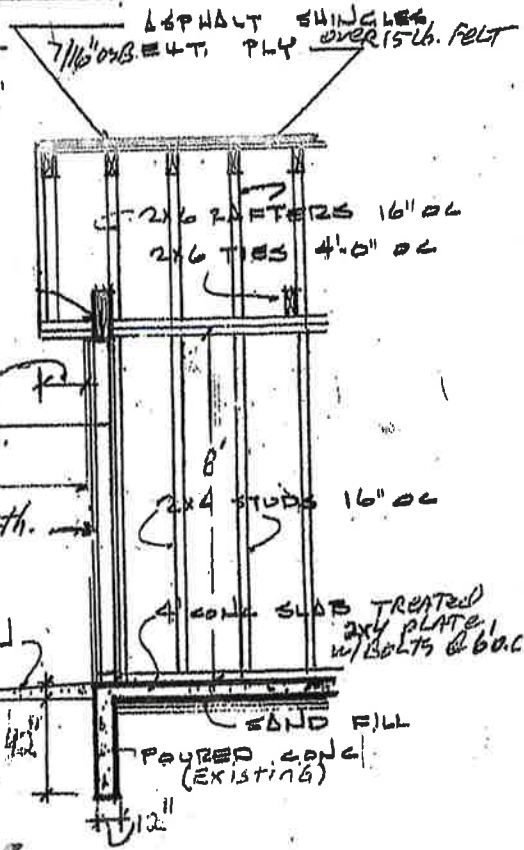 ASPHALT SHINGLES
7/16" OSB. EXT. PLY over 15 Lb. FELT
2x6 RAFTERS 16" OC
2x6 TIES 4'-0" OC
8'
2x4 STUDS 16" OC
th.
4" CONC SLAB TREATED
2x4 PLATE
W/BOLTS @ 6' O.C
SAND FILL
42"
POURED CONC
(EXISTING)
12"